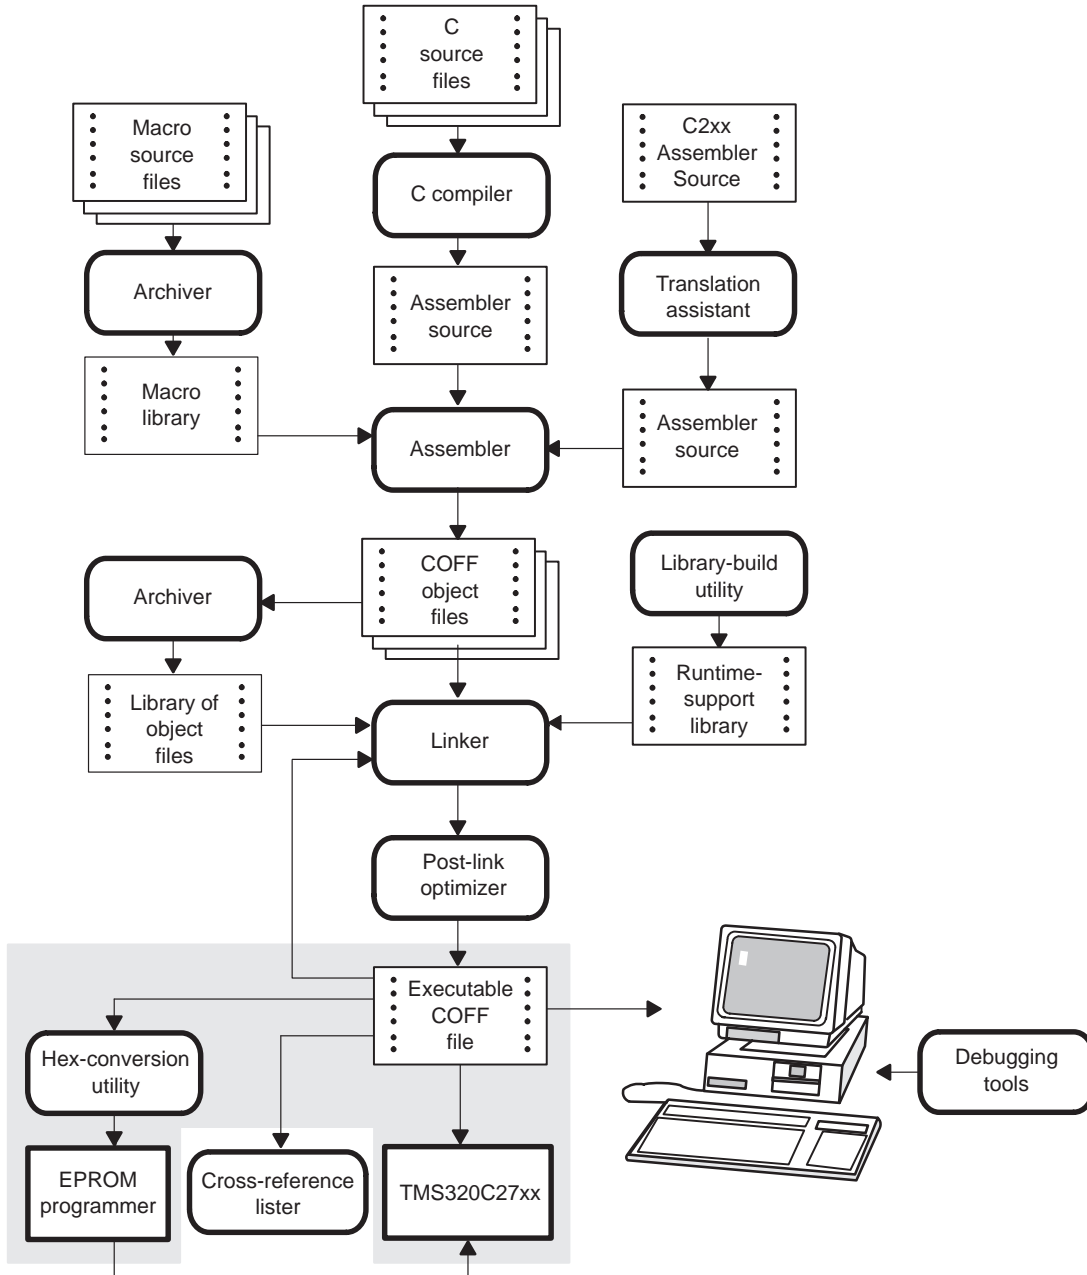 C
source
files
Macro
source
files
C2xx
Assembler
Source
C compiler
Archiver
Assembler
source
Translation
assistant
Macro
library
Assembler
Assembler
source
Archiver
COFF
object
files
Library-build
utility
Library of
object
files
Linker
Runtime-
support
library
Post-link
optimizer
Executable
COFF
file
Hex-conversion
utility
Debugging
tools
EPROM
programmer
Cross-reference
lister
TMS320C27xx